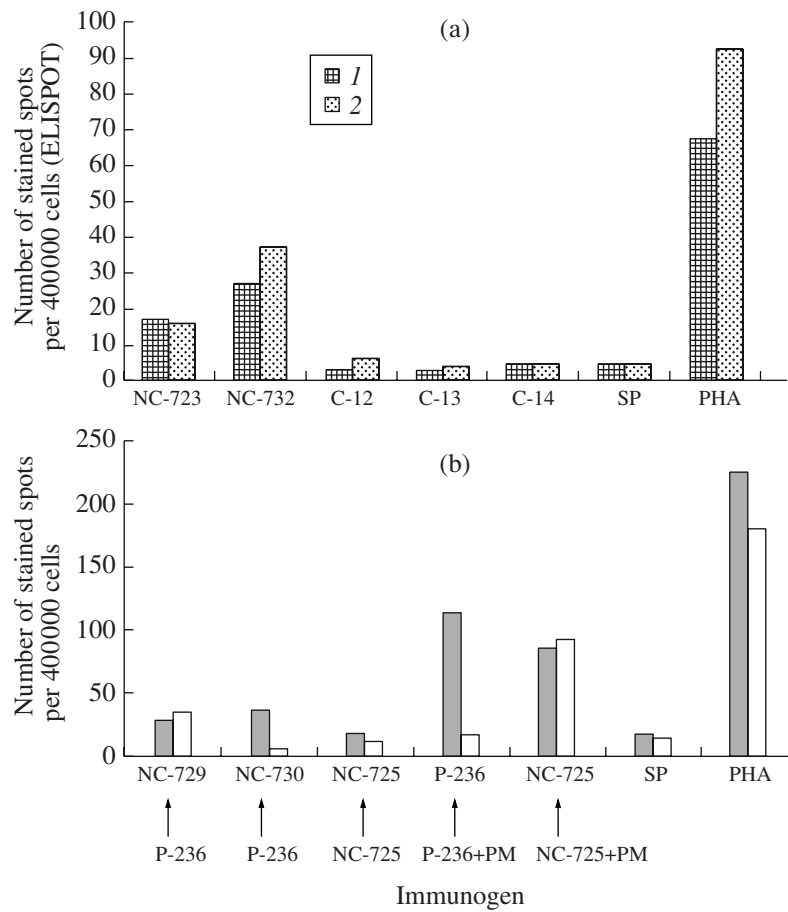 (a)
Number of stained spots
per 400000 cells (ELISPOT)
100
90
80
70
60
50
40
30
20
10
0
1
2
NC-723 NC-732 C-12 C-13 C-14 SP PHA
(b)
Number of stained spots
per 400000 cells
250
200
150
100
50
0
NC-729 NC-730 NC-725 P-236 NC-725 SP PHA
P-236 P-236 NC-725 P-236+PM NC-725+PM
Immunogen